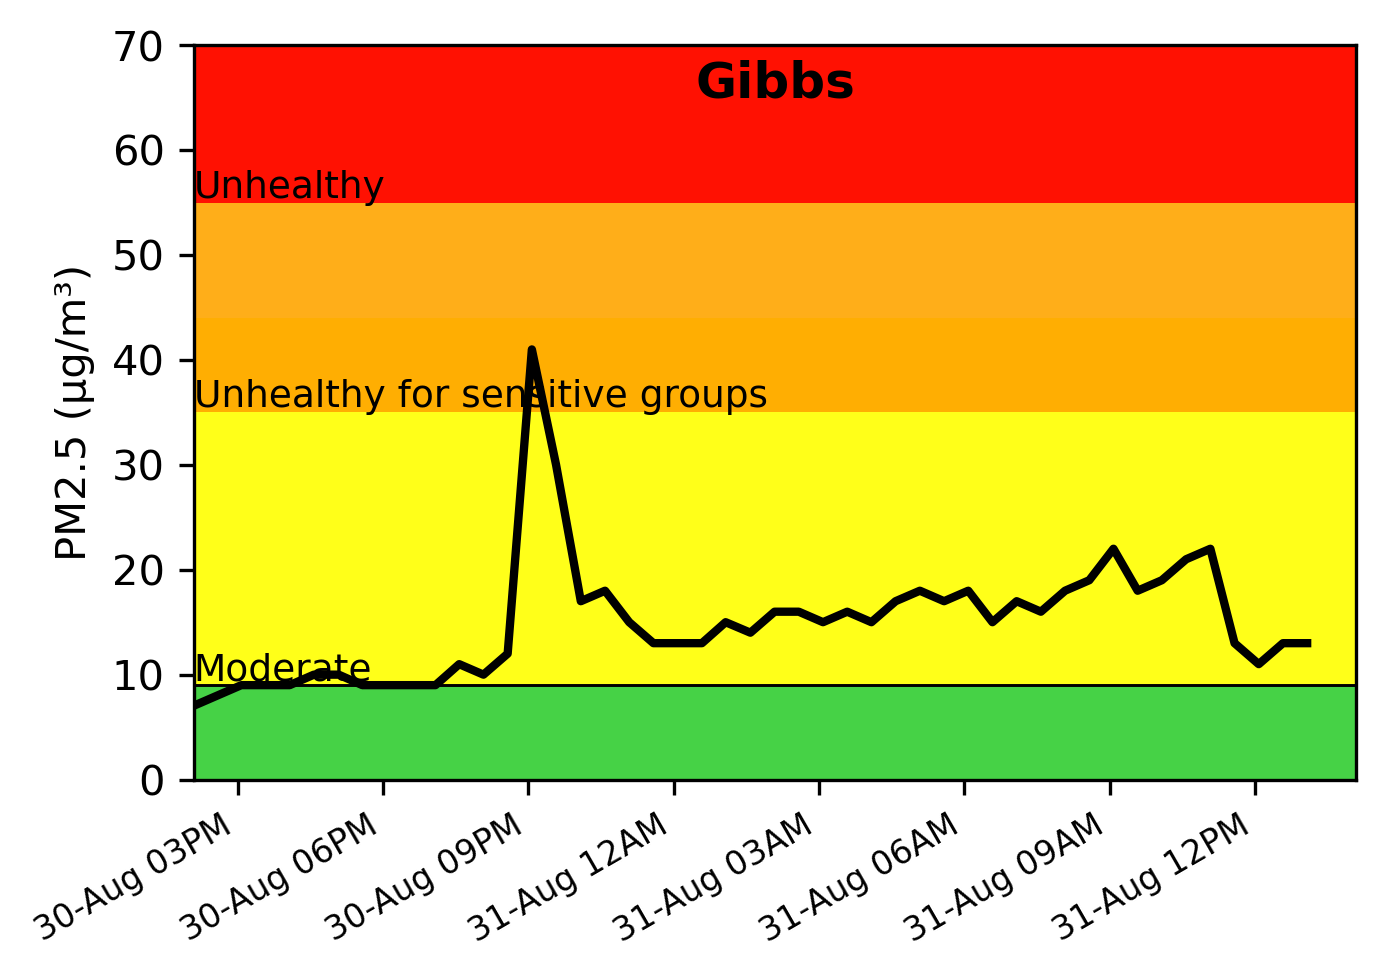 Gibbs
PM2.5 (µg/m³)
70
60
50
40
30
20
10
0
Unhealthy
Unhealthy for sensitive groups
Moderate
30-Aug 03PM
30-Aug 06PM
30-Aug 09PM
31-Aug 12AM
31-Aug 03AM
31-Aug 06AM
31-Aug 09AM
31-Aug 12PM